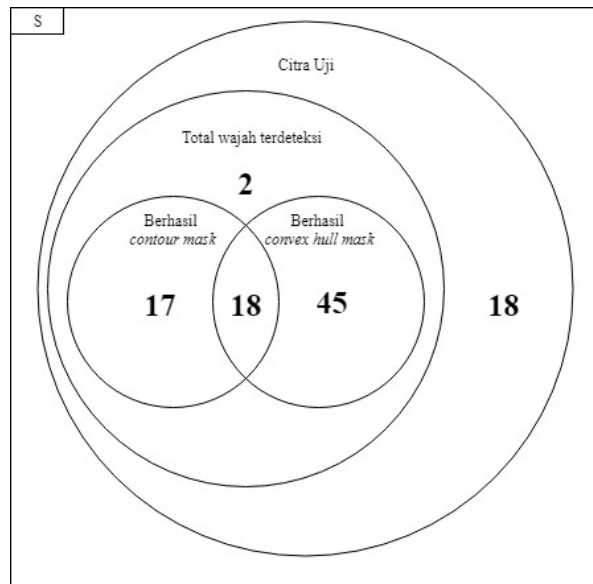 S
Citra Uji
Total wajah terdeteksi
2
Berhasil
contour mask
Berhasil
convex hull mask
17
18
45
18